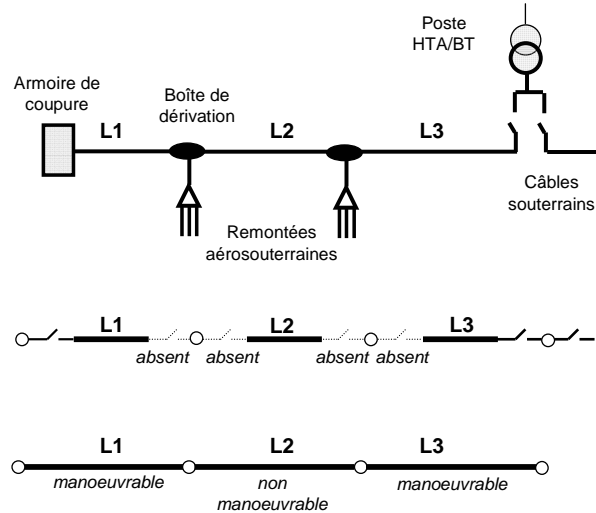 Poste
HTA/BT
Armoire de
coupure
Boîte de
dérivation
L1
L2
L3
Câbles
souterrains
Remontées
aérosouterraines
L1
L2
L3
absent
absent
absent
absent
L1
L2
L3
manoeuvrable
non
manoeuvrable
manoeuvrable